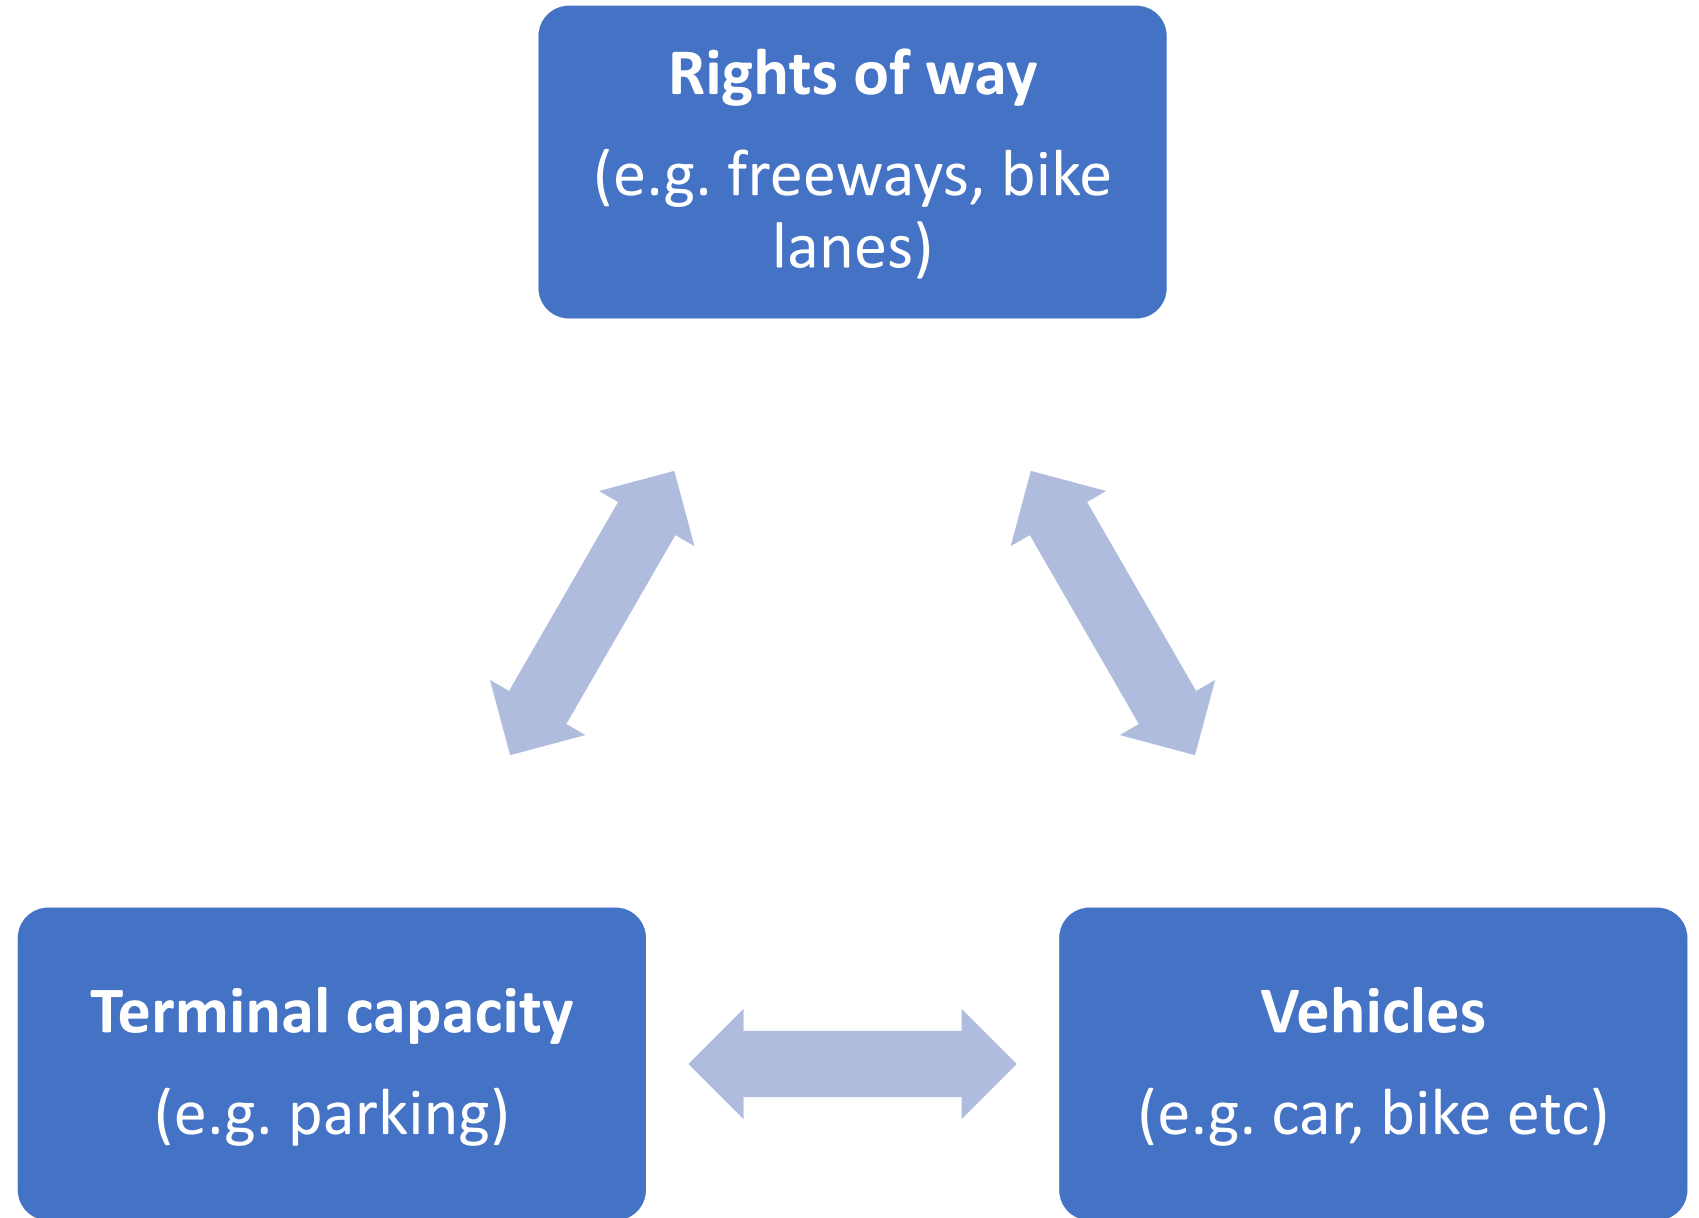 Rights of way
(e.g. freeways, bike
lanes)
Terminal capacity
(e.g. parking)
Vehicles
(e.g. car, bike etc)